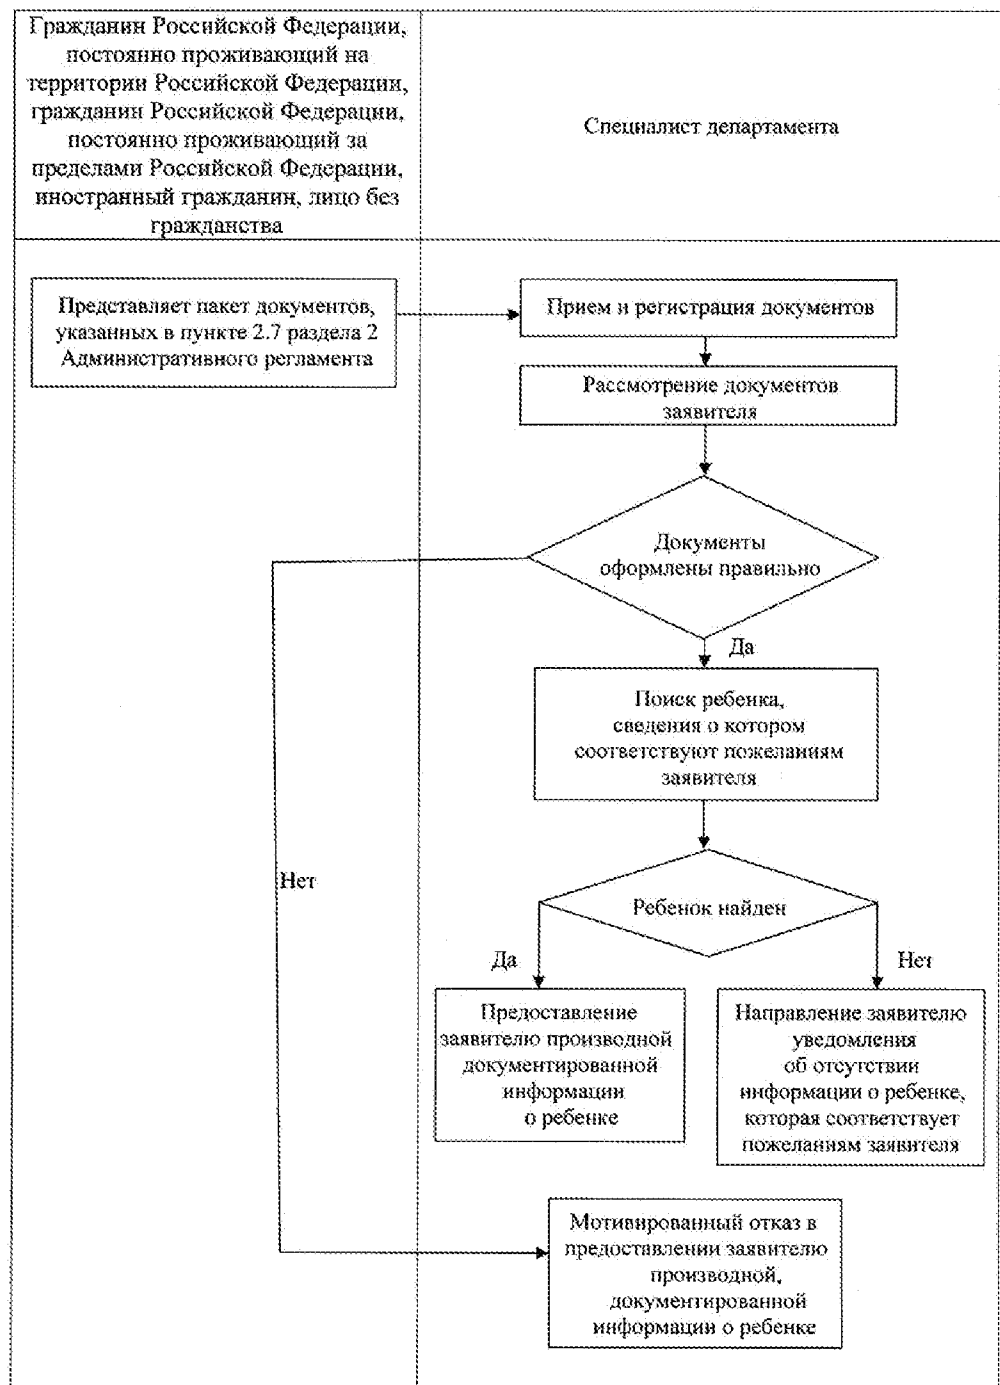 Гражданин Российской Федерации,
постоянно проживающий на
территории Российской Федерации,
гражданин Российской Федерации,
постоянно проживающий за
пределами Российской Федерации,
иностранный гражданин, лицо без
гражданства
Специалист департамента
Представляет пакет документов,
указанных в пункте 2.7 раздела 2
Административного регламента
Прием и регистрация документов
Рассмотрение документов
заявителя
Документы
оформлены правильно
Да
Поиск ребенка,
сведения о котором
соответствуют пожеланиям
заявителя
Нет
Ребенок найден
Да
Нет
Предоставление
заявителю производной
документированной
информации
о ребенке
Направление заявителю
уведомления
об отсутствии
информации о ребенке,
которая соответствует
пожеланиям заявителя
Мотивированный отказ в
предоставлении заявителю
производной,
документированной
информации о ребенке